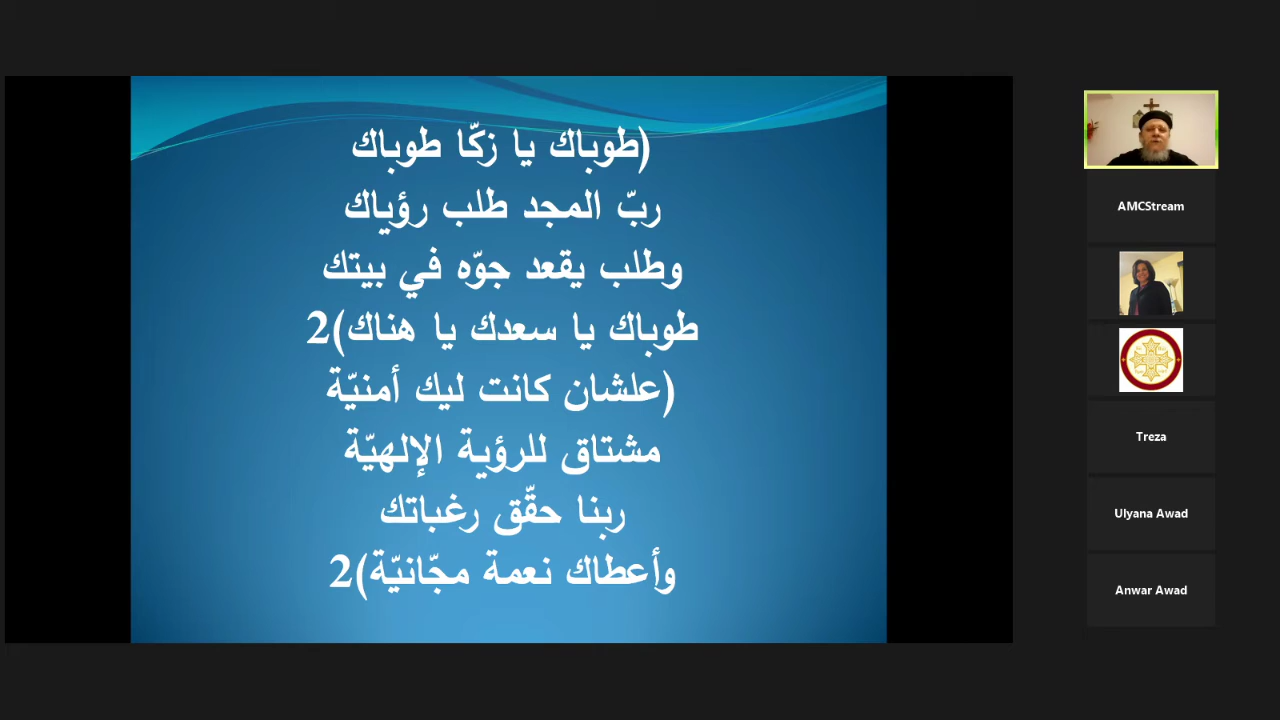 (طوباك يا زكّا طوباك
ربّ المجد طلب رؤياك
وطلب يقعد جوّه في بيتك
طوباك يا سعدك يا هناك)2
(علشان كانت ليك أمنيّة
مشتاق للرؤية الإلهيّة
ربنا حقّق رغباتك
وأعطاك نعمة مجّانيّة)2
AMCStream
Treza
Ulyana Awad
Anwar Awad